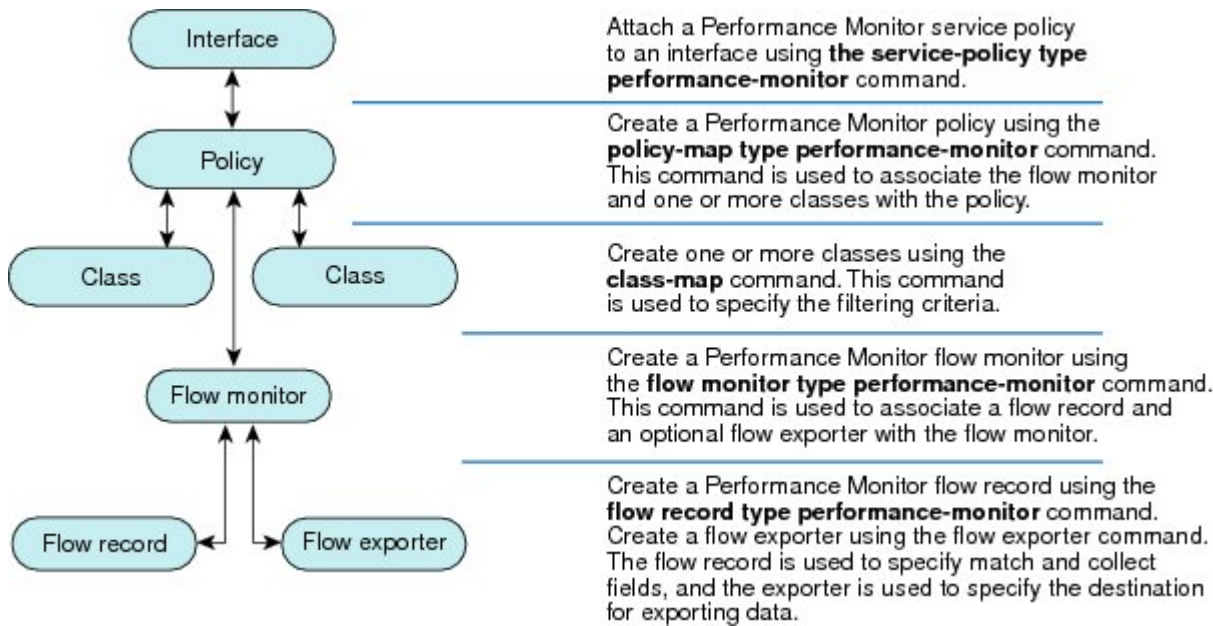 Interface
Attach a Performance Monitor service policy
to an interface using the service-policy type
performance-monitor command.
Policy
Create a Performance Monitor policy using the
policy-map type performance-monitor command.
This command is used to associate the flow monitor
and one or more classes with the policy.
Class
Class
Create one or more classes using the
class-map command. This command
is used to specify the filtering criteria.
Flow monitor
Create a Performance Monitor flow monitor using
the flow monitor type performance-monitor command.
This command is used to associate a flow record and
an optional flow exporter with the flow monitor.
Flow record
Flow exporter
Create a Performance Monitor flow record using the
flow record type performance-monitor command.
Create a flow exporter using the flow exporter command.
The flow record is used to specify match and collect
fields, and the exporter is used to specify the destination
for exporting data.